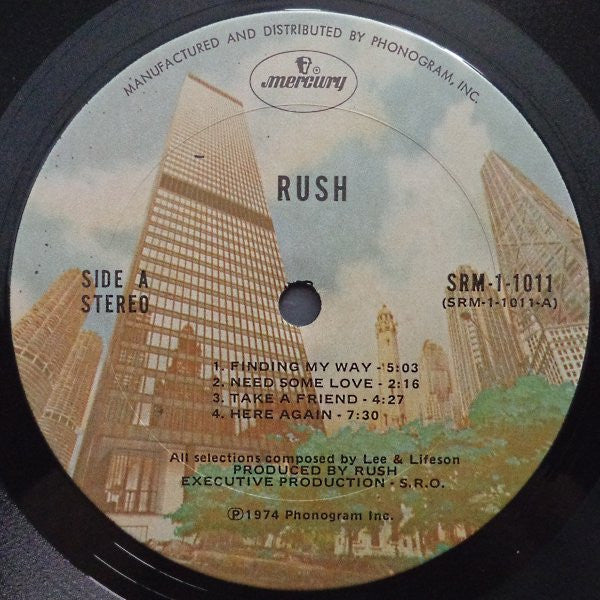 MANUFACTURED AND DISTRIBUTED BY PHONOGRAM, INC.
mercury
RUSH
SIDE A
STEREO
SRM-1-1011
(SRM-1-1011-A)
1. FINDING MY WAY - 5:03
2. NEED SOME LOVE - 2:16
3. TAKE A FRIEND - 4:27
4. HERE AGAIN - 7:30
All selections composed by Lee & Lifeson
PRODUCED BY RUSH
EXECUTIVE PRODUCTION - S.R.O.
Ⓟ1974 Phonogram Inc.